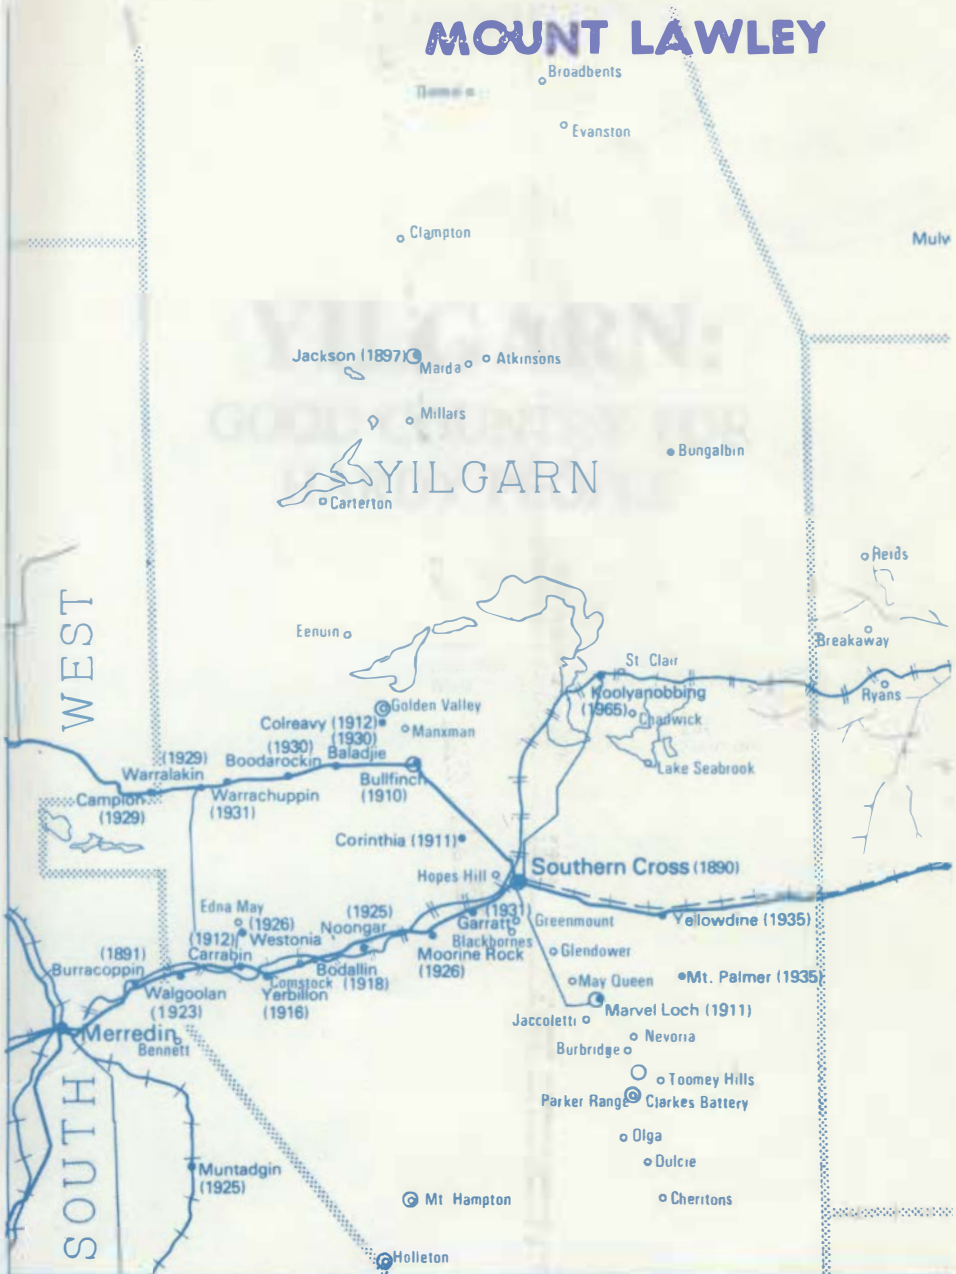 MOUNT LAWLEY
Broadbents
Evanston
Clampton
Mulw
YILGARN:
GOOD COUNTRY FOR
Jackson (1897)
Marda
Atkinsons
Millars
Bungalbin
YILGARN
Carterton
Reids
WEST
Eenuin
Breakaway
St. Clair
Koolyanobbing
(1965)
Chadwick
Ryans
Golden Valley
Colreavy (1912)
Manxman
(1930)
(1930)
(1929)
Baladjie
Boodarockin
Warralakin
Lake Seabrook
Bullfinch
(1910)
Campion
(1929)
Warrachuppin
(1931)
Corinthia (1911)
Southern Cross (1890)
Hopes Hill
Edna May
(1926)
Westonia
(1925)
Noongar
(1931)
Garratt
Greenmount
Blackbornes
Yellowdine (1935)
(1912)
Carrabin
(1891)
Burracoppin
Moorine Rock
(1926)
Glendower
Bodallin
(1918)
Comstock
Yerbillon
(1916)
Walgoolan
(1923)
May Queen
Mt. Palmer (1935)
Marvel Loch (1911)
Jaccoletti
Merredin
Bennett
Nevoria
Burbridge
Toomey Hills
Parker Range
Clarkes Battery
SOUTH
Olga
Dulcie
Muntadgin
(1925)
Mt Hampton
Cheritons
Holleton